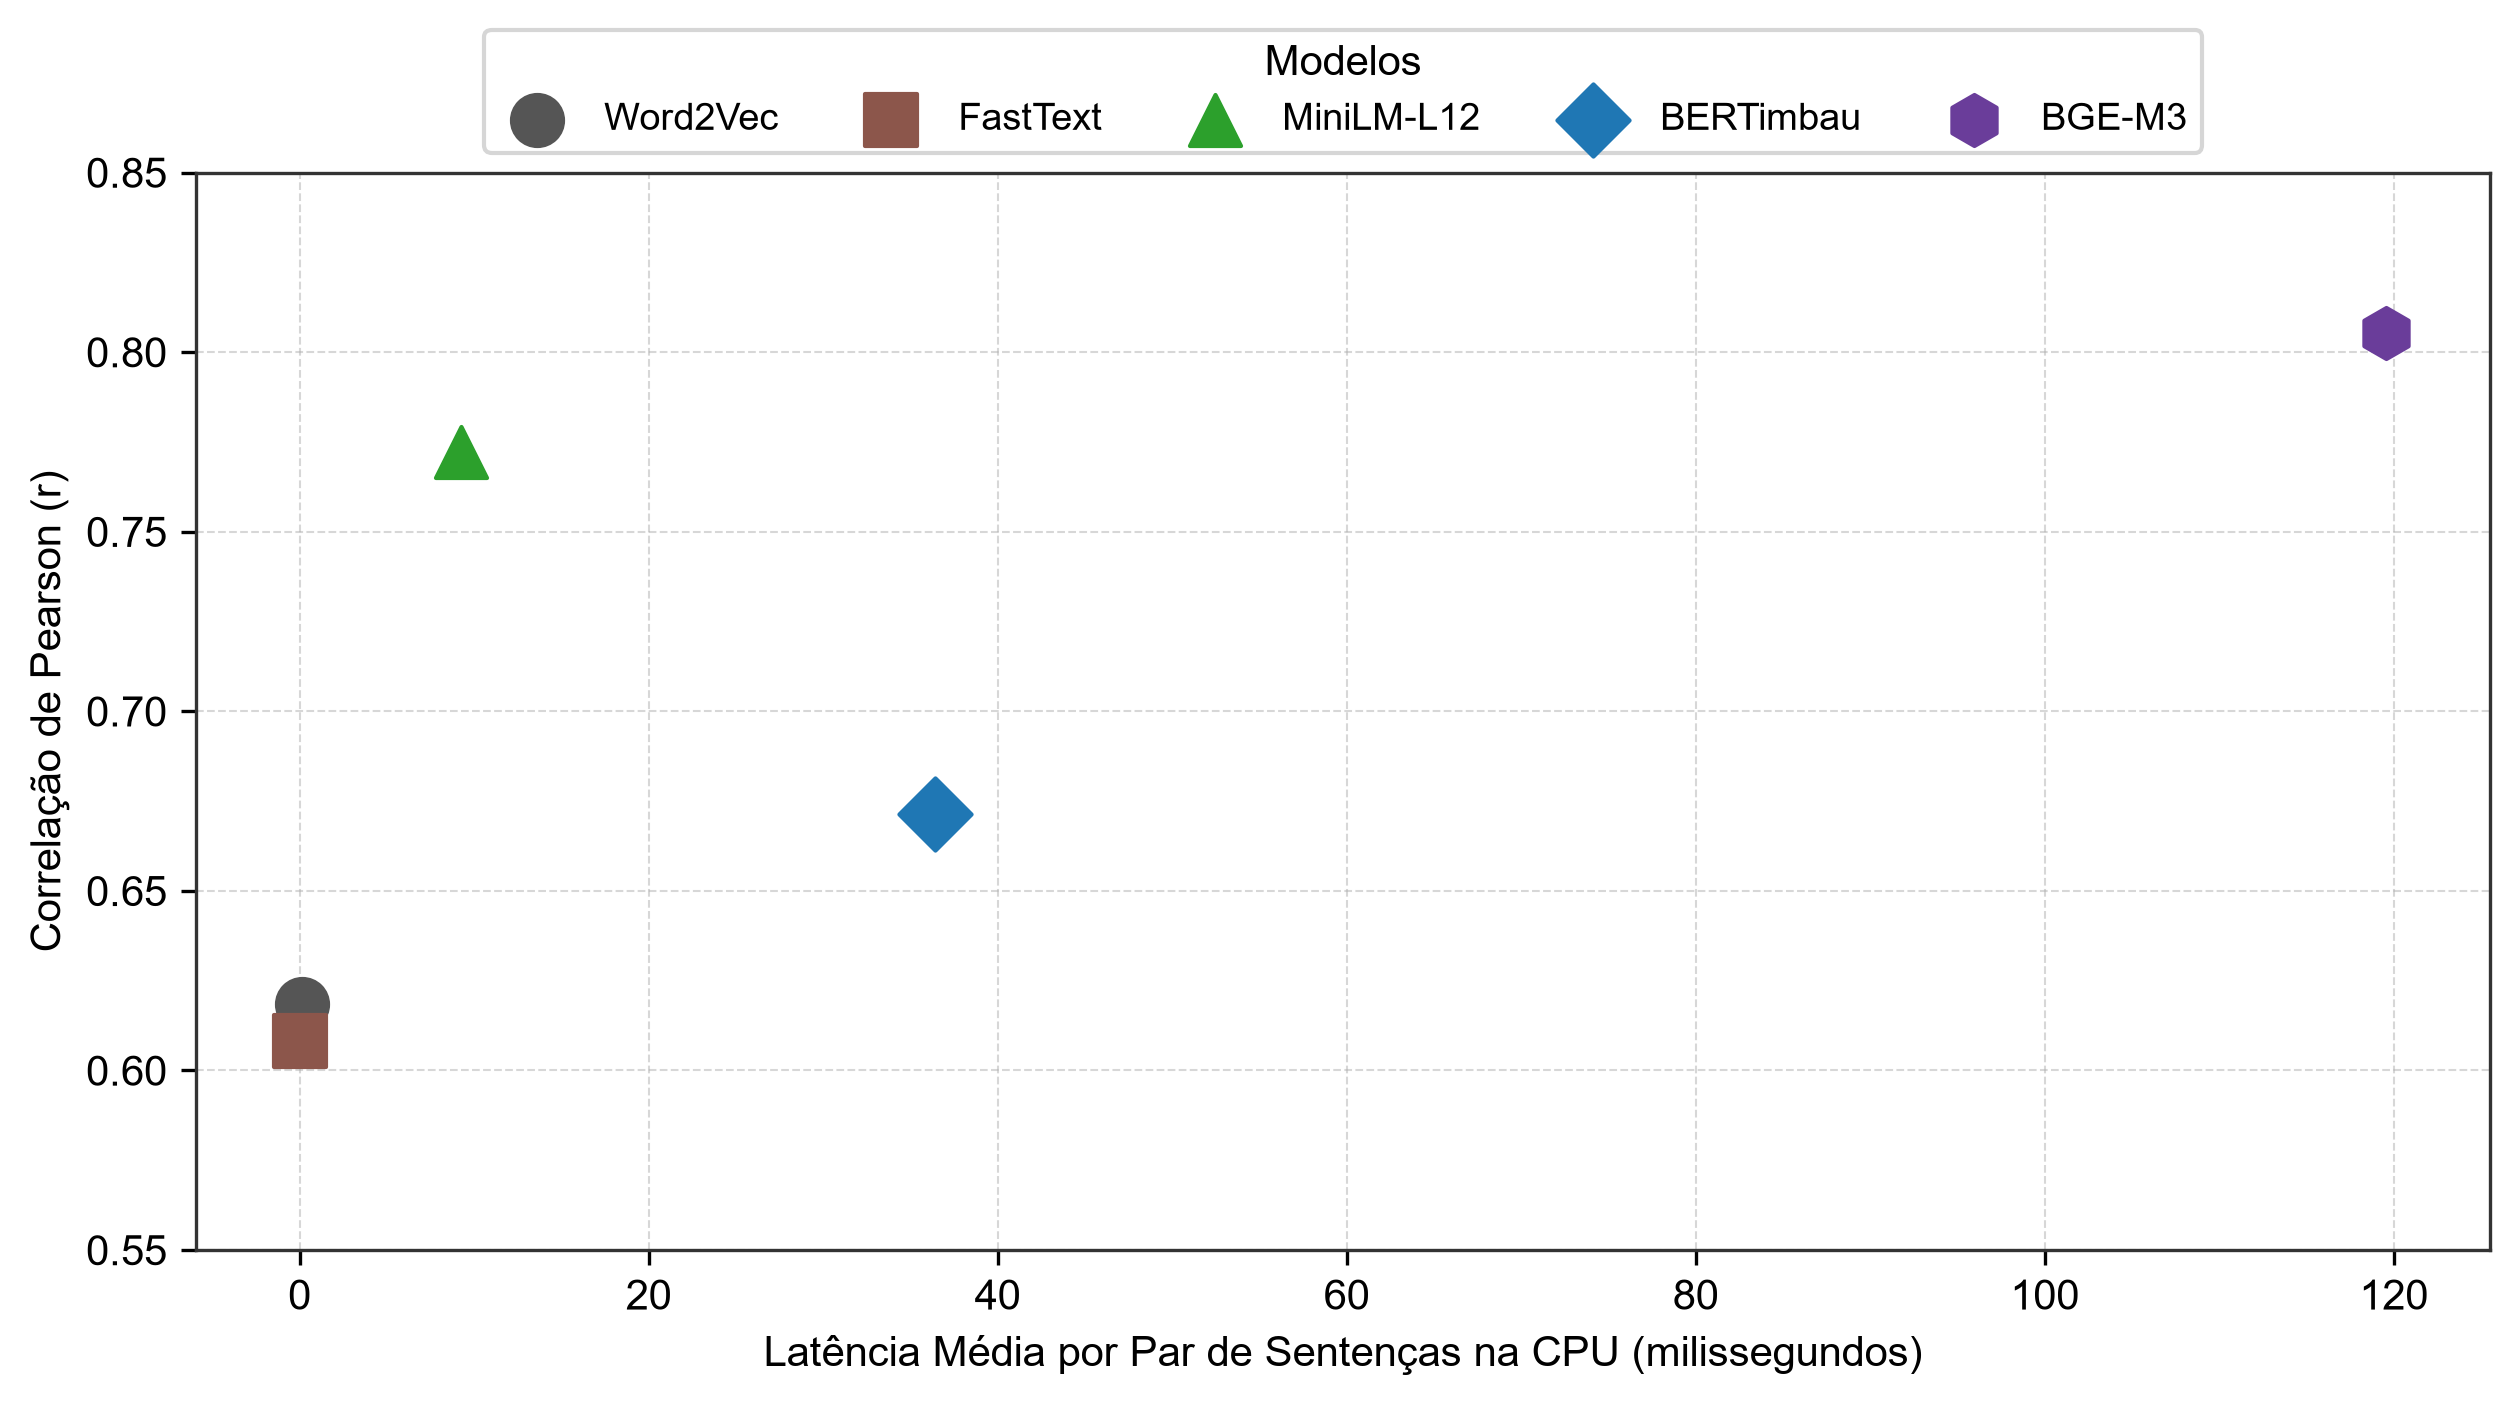 Modelos
Word2Vec FastText MiniLM-L12 BERTimbau BGE-M3
0.85
0.80
0.75
0.70
0.65
0.60
0.55
Correlação de Pearson (r)
0 20 40 60 80 100 120
Latência Média por Par de Sentenças na CPU (milissegundos)